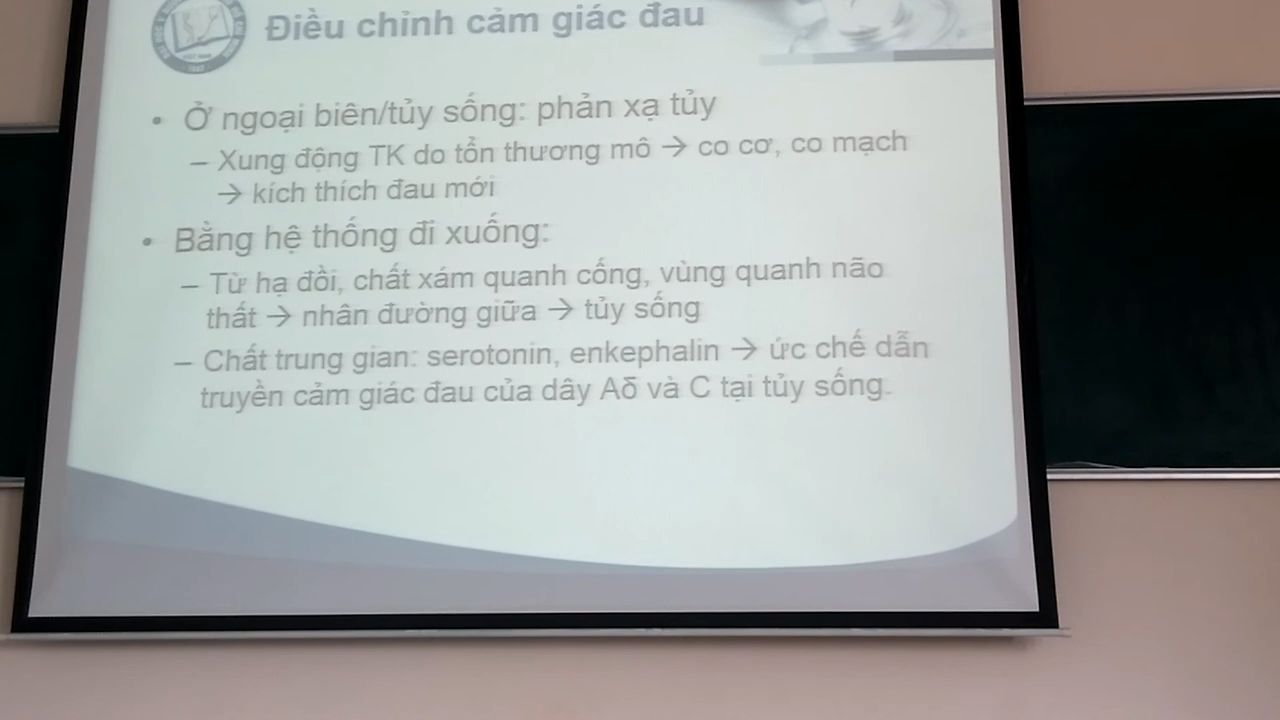 Điều chỉnh cảm giác đau
• Ở ngoại biên/tủy sống: phản xạ tủy
– Xung động TK do tổn thương mô → co cơ, co mạch
→ kích thích đau mới
• Bằng hệ thống đi xuống:
– Từ hạ đồi, chất xám quanh cống, vùng quanh não
thất → nhân đường giữa → tủy sống
– Chất trung gian: serotonin, enkephalin → ức chế dẫn
truyền cảm giác đau của dây Aδ và C tại tủy sống.